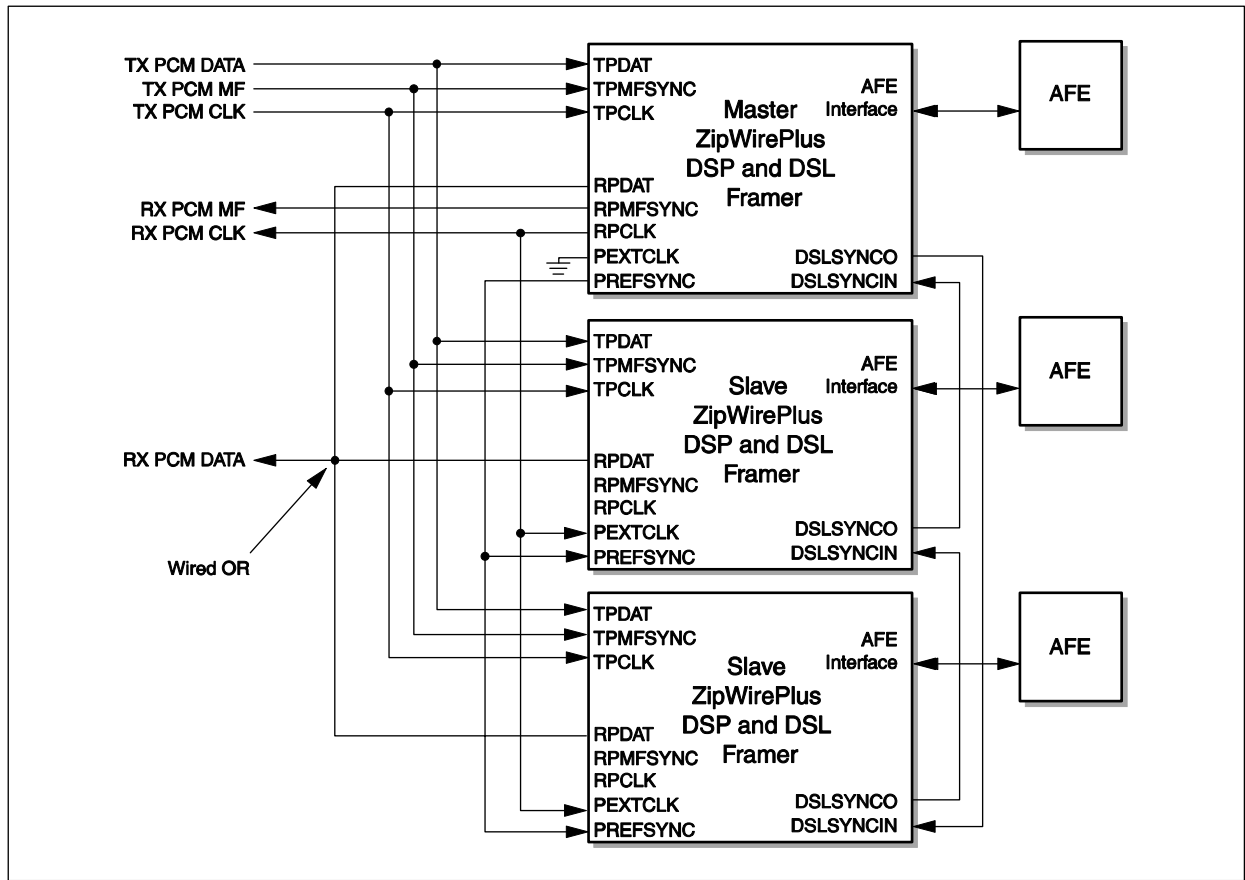 TX PCM DATA
TX PCM MF
TX PCM CLK
RX PCM MF
RX PCM CLK
RX PCM DATA
Wired OR
TPDAT
TPMFSYNC
TPCLK
RPDAT
RPMFSYNC
RPCLK
PEXTCLK
PREFSYNC
Master
ZipWirePlus
DSP and DSL
Framer
AFE
Interface
DSLSYNCO
DSLSYNCIN
AFE
TPDAT
TPMFSYNC
TPCLK
RPDAT
RPMFSYNC
RPCLK
PEXTCLK
PREFSYNC
Slave
ZipWirePlus
DSP and DSL
Framer
AFE
Interface
DSLSYNCO
DSLSYNCIN
AFE
TPDAT
TPMFSYNC
TPCLK
RPDAT
RPMFSYNC
RPCLK
PEXTCLK
PREFSYNC
Slave
ZipWirePlus
DSP and DSL
Framer
AFE
Interface
DSLSYNCO
DSLSYNCIN
AFE